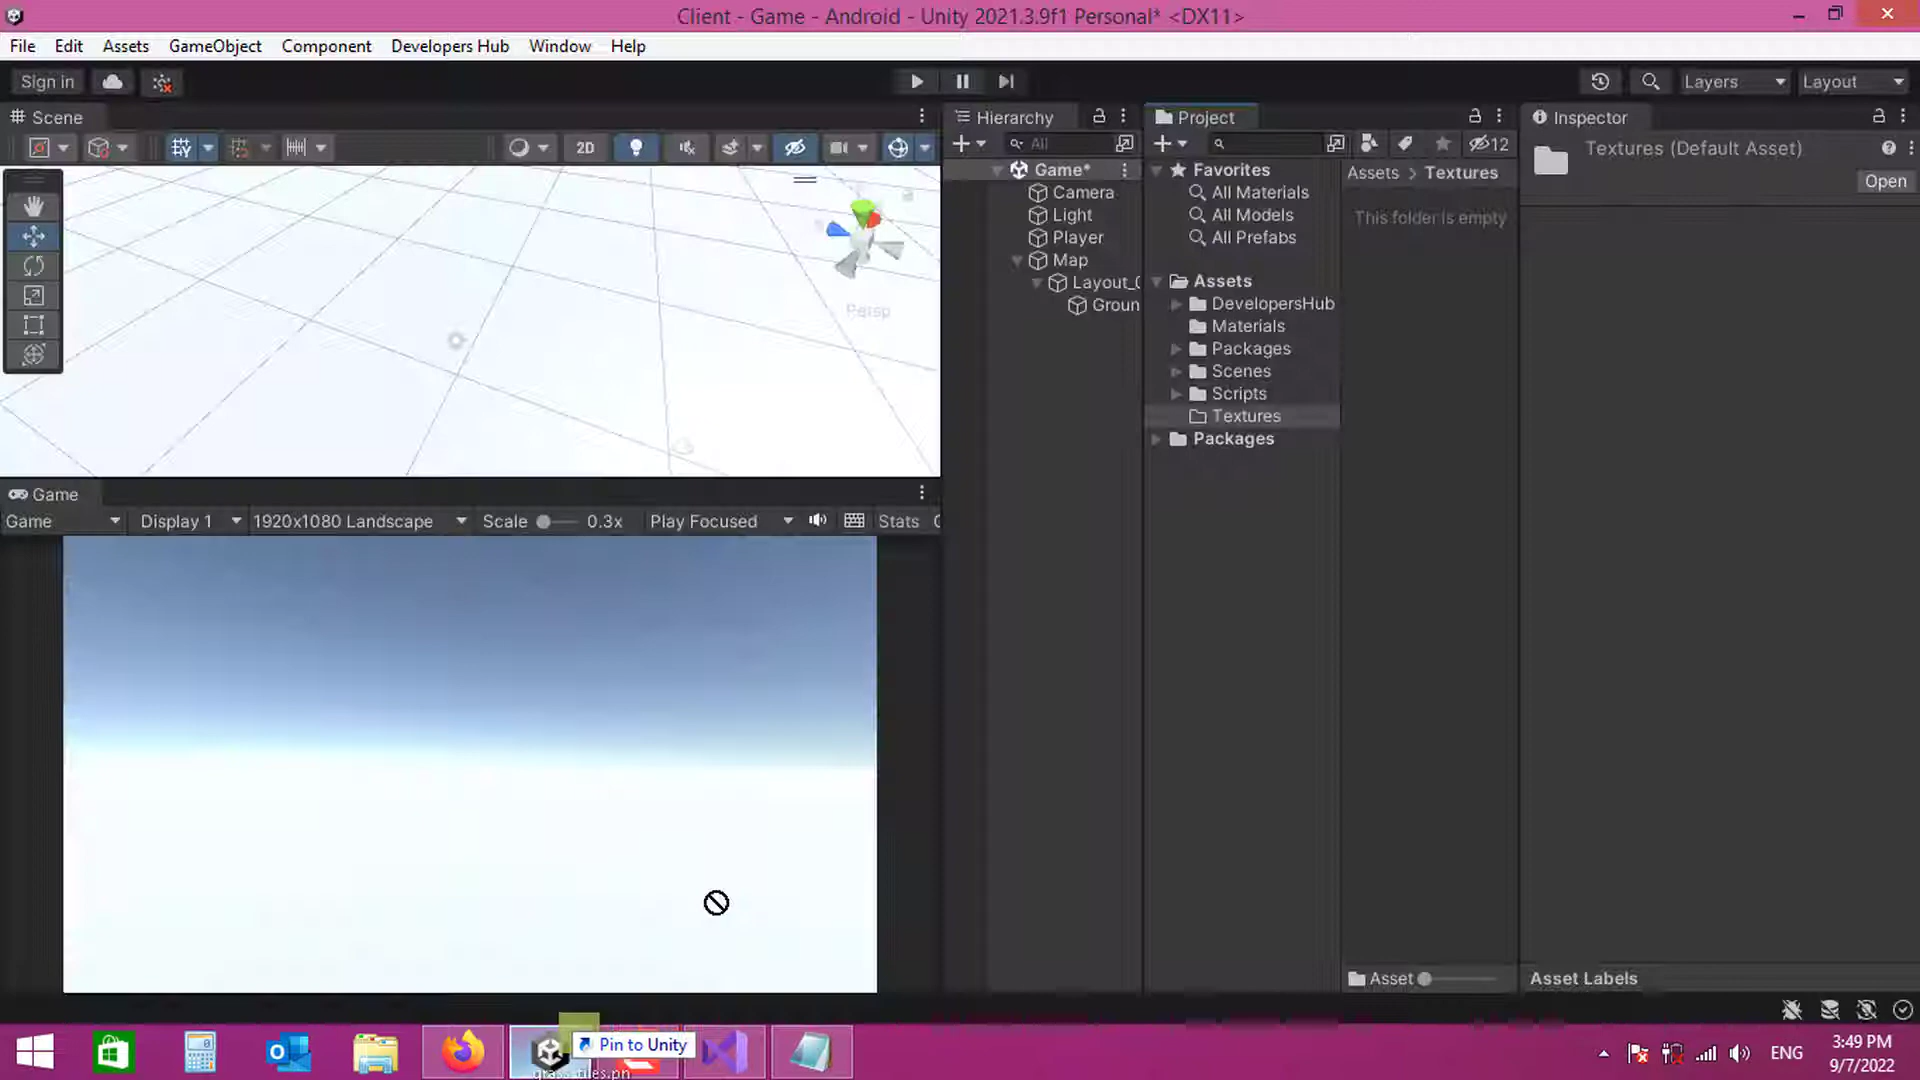 Client - Game - Android - Unity 2021.3.9f1 Personal* <DX11>
File Edit Assets GameObject Component Developers Hub Window Help
Sign in
Layers Layout
Scene
2D
Persp
Game
Game Display 1 1920x1080 Landscape Scale 0.3x Play Focused Stats
Hierarchy
All
Game*
Camera
Light
Player
Map
Layout_
Groun
Project
12
Favorites
All Materials
All Models
All Prefabs
Assets
DevelopersHub
Materials
Packages
Scenes
Scripts
Textures
Packages
Assets > Textures
This folder is empty
Asset
Inspector
Textures (Default Asset)
Open
Asset Labels
Pin to Unity
ENG
3:49 PM
9/7/2022